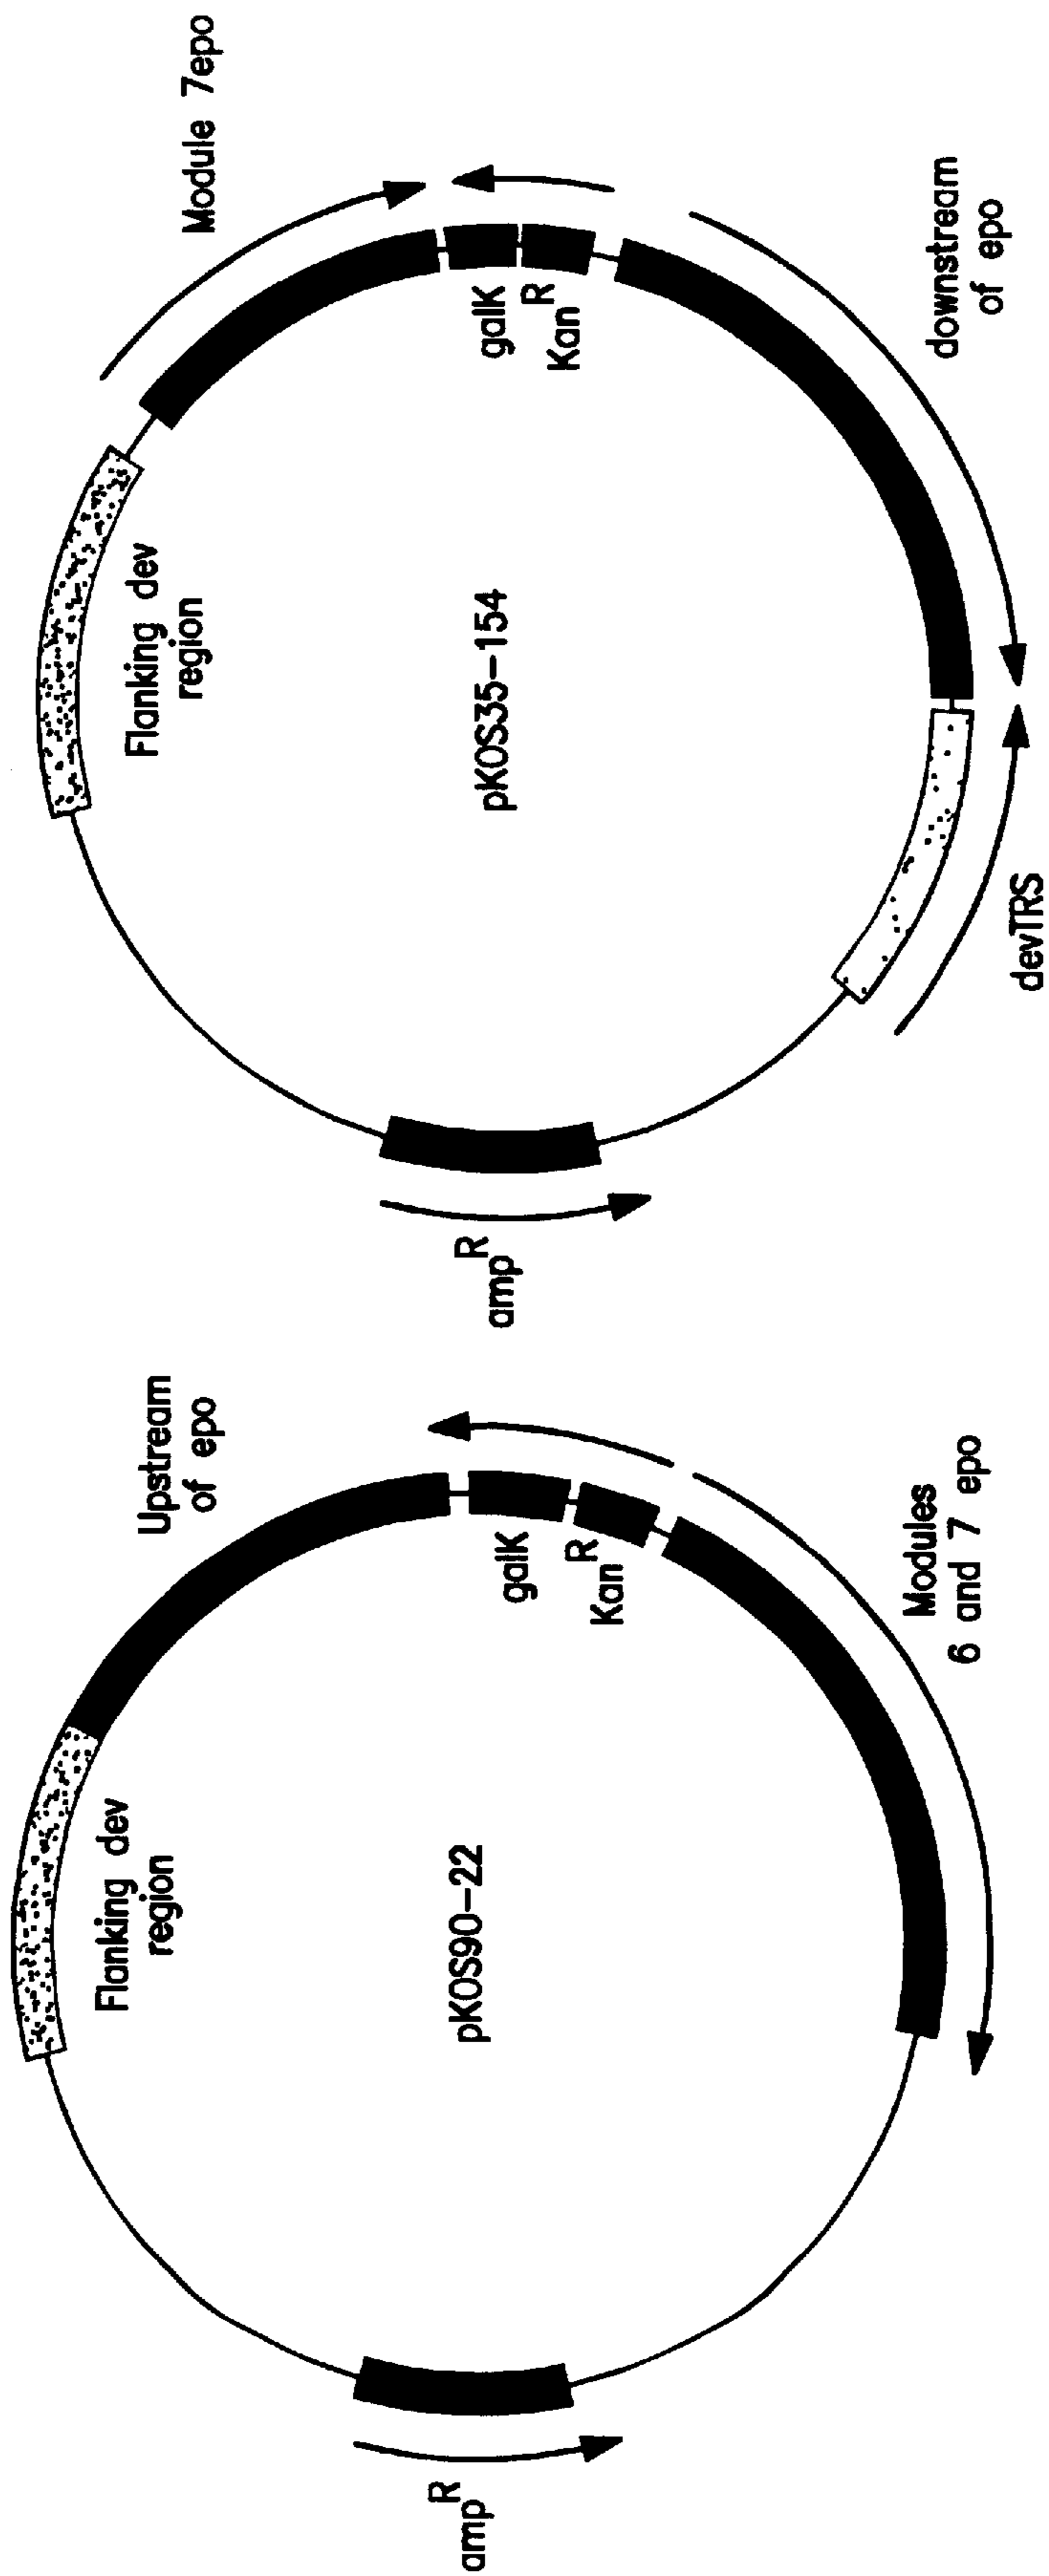 Flanking dev
region
Upstream
of epo
pKOS90-22
galK
Kan^R
Modules
6 and 7 epo
amp^R
Flanking dev
region
Module 7epo
pKOS35-154
galK
Kan^R
downstream
of epo
devTRS
amp^R